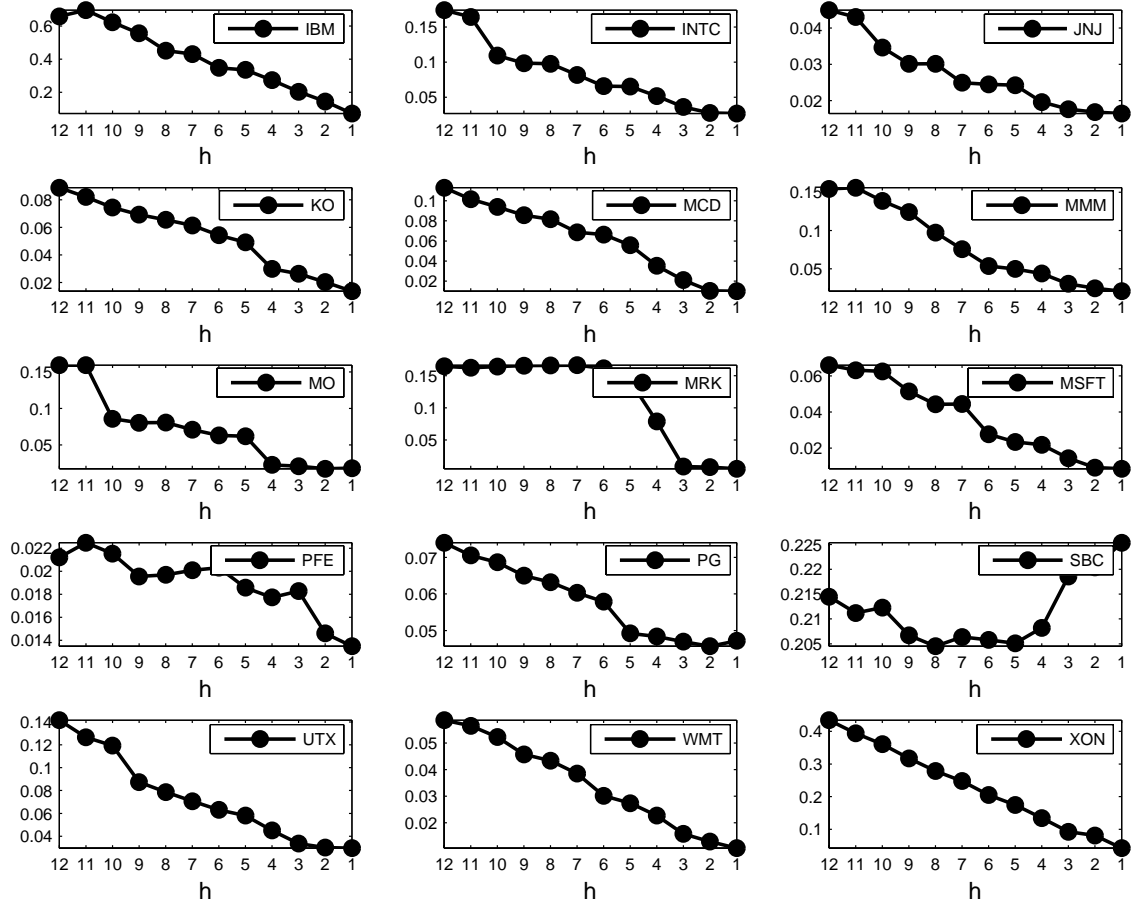 0.6
0.4
0.2
IBM
12 11 10 9 8 7 6 5 4 3 2 1
h
0.15
0.1
0.05
INTC
12 11 10 9 8 7 6 5 4 3 2 1
h
0.04
0.03
0.02
JNJ
12 11 10 9 8 7 6 5 4 3 2 1
h
0.08
0.06
0.04
0.02
KO
12 11 10 9 8 7 6 5 4 3 2 1
h
0.1
0.08
0.06
0.04
0.02
MCD
12 11 10 9 8 7 6 5 4 3 2 1
h
0.15
0.1
0.05
MMM
12 11 10 9 8 7 6 5 4 3 2 1
h
0.15
0.1
0.05
MO
12 11 10 9 8 7 6 5 4 3 2 1
h
0.15
0.1
0.05
MRK
12 11 10 9 8 7 6 5 4 3 2 1
h
0.06
0.04
0.02
MSFT
12 11 10 9 8 7 6 5 4 3 2 1
h
0.022
0.02
0.018
0.016
0.014
PFE
12 11 10 9 8 7 6 5 4 3 2 1
h
0.07
0.06
0.05
PG
12 11 10 9 8 7 6 5 4 3 2 1
h
0.225
0.22
0.215
0.21
0.205
SBC
12 11 10 9 8 7 6 5 4 3 2 1
h
0.14
0.12
0.1
0.08
0.06
0.04
UTX
12 11 10 9 8 7 6 5 4 3 2 1
h
0.05
0.04
0.03
0.02
WMT
12 11 10 9 8 7 6 5 4 3 2 1
h
0.4
0.3
0.2
0.1
XON
12 11 10 9 8 7 6 5 4 3 2 1
h